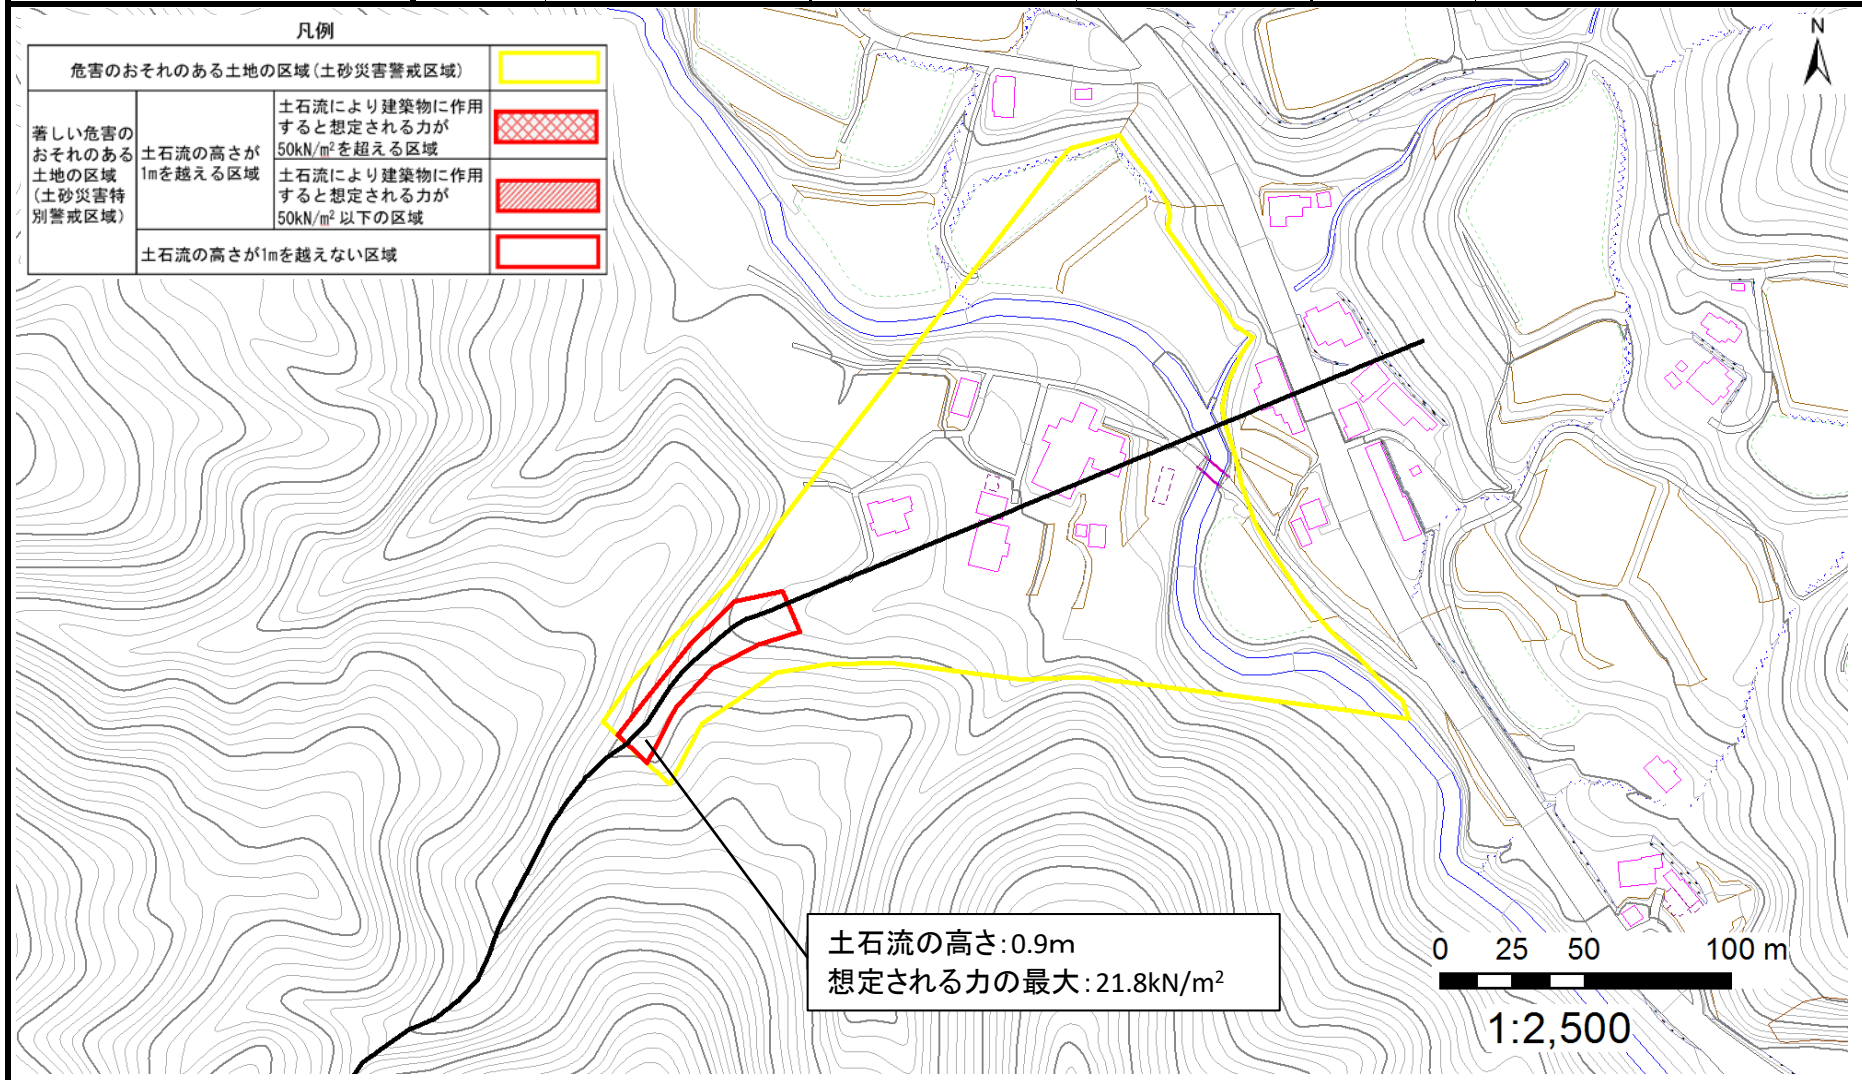 凡例
危害のおそれのある土地の区域(土砂災害警戒区域)
著しい危害の
おそれのある
土地の区域
(土砂災害特
別警戒区域)
土石流の高さが
1mを越える区域
土石流により建築物に作用
すると想定される力が
50kN/m²を超える区域
土石流により建築物に作用
すると想定される力が
50kN/m²以下の区域
土石流の高さが1mを越えない区域
N
土石流の高さ:0.9m
想定される力の最大:21.8kN/m²
0 25 50 100 m
1:2,500